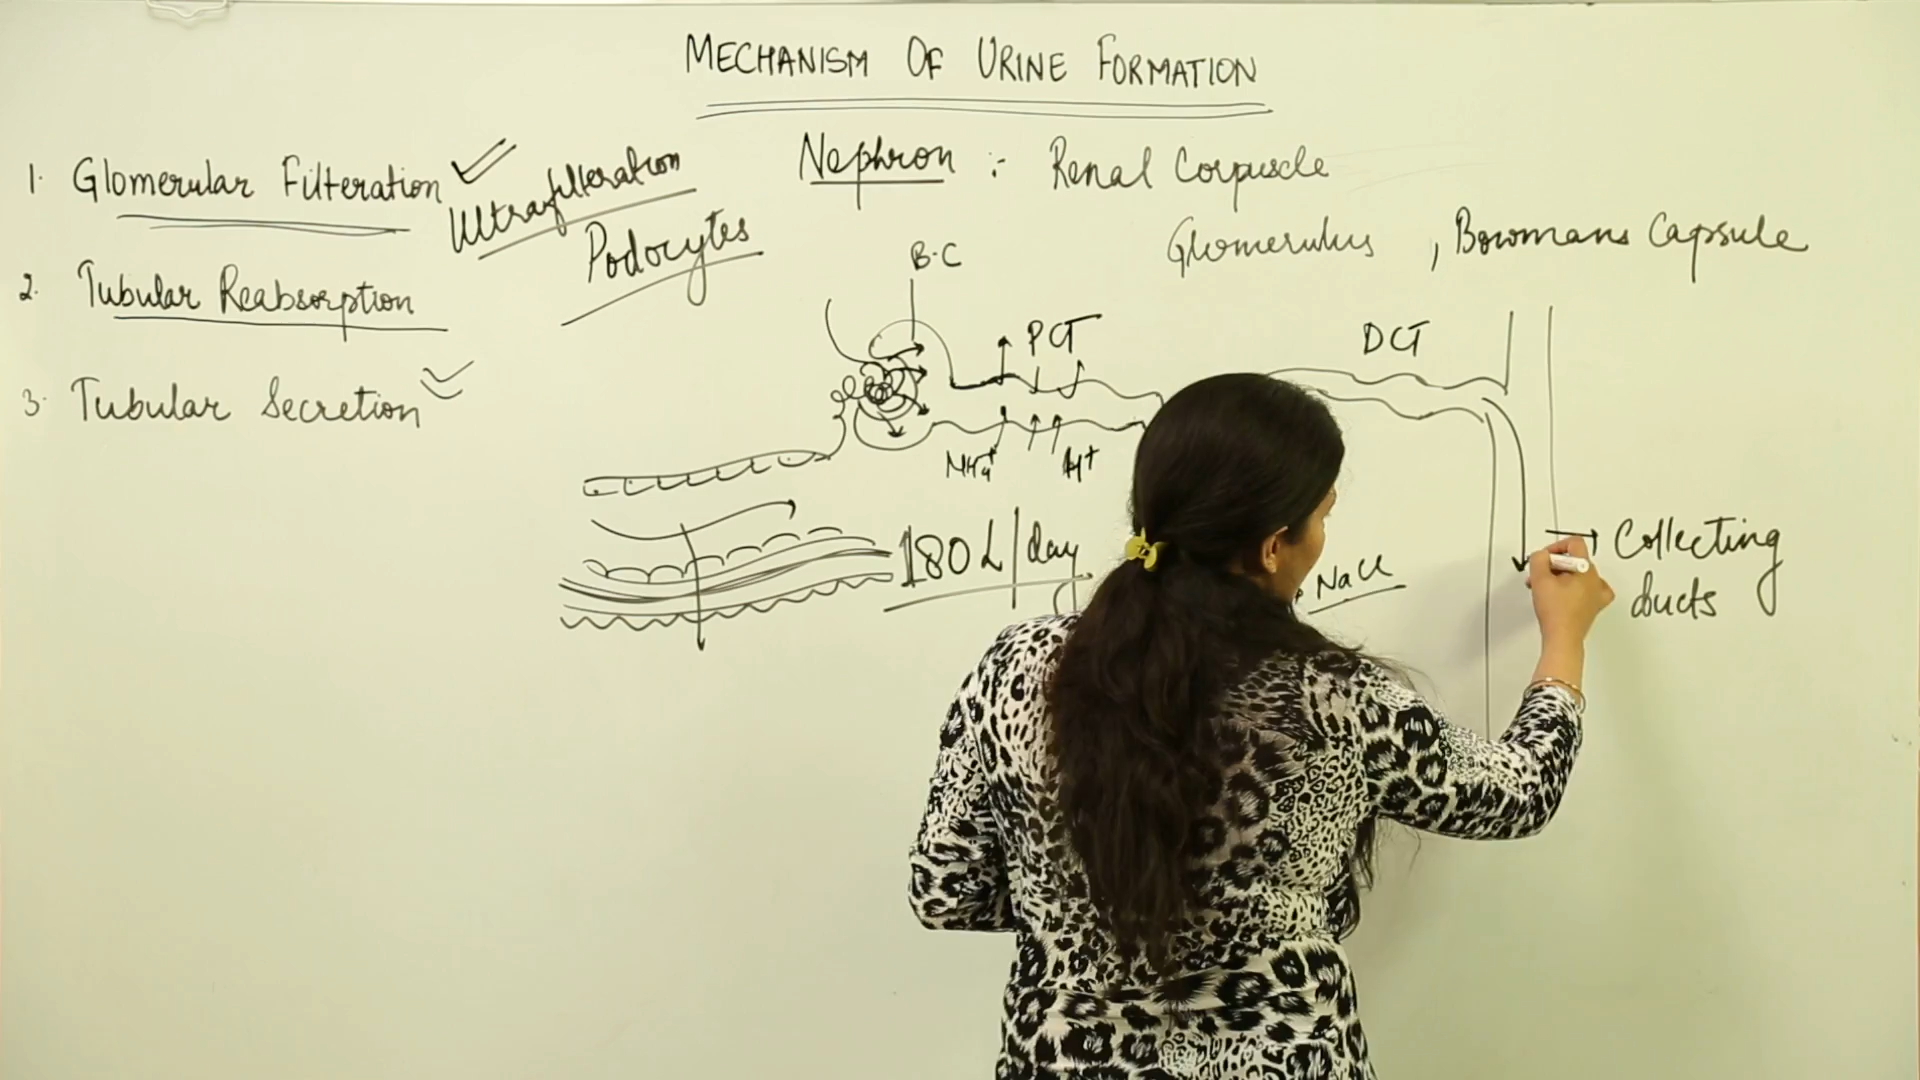 MECHANISM OF URINE FORMATION
1. Glomerular Filteration
Ultrafilteration
Podocytes
2. Tubular Reabsorption
3. Tubular Secretion
Nephron :- Renal Corpuscle
Glomerulus , Bowmans Capsule
B.C
PCT
DCT
NH4+ H+
180 L/day
NaCl
Collecting
ducts